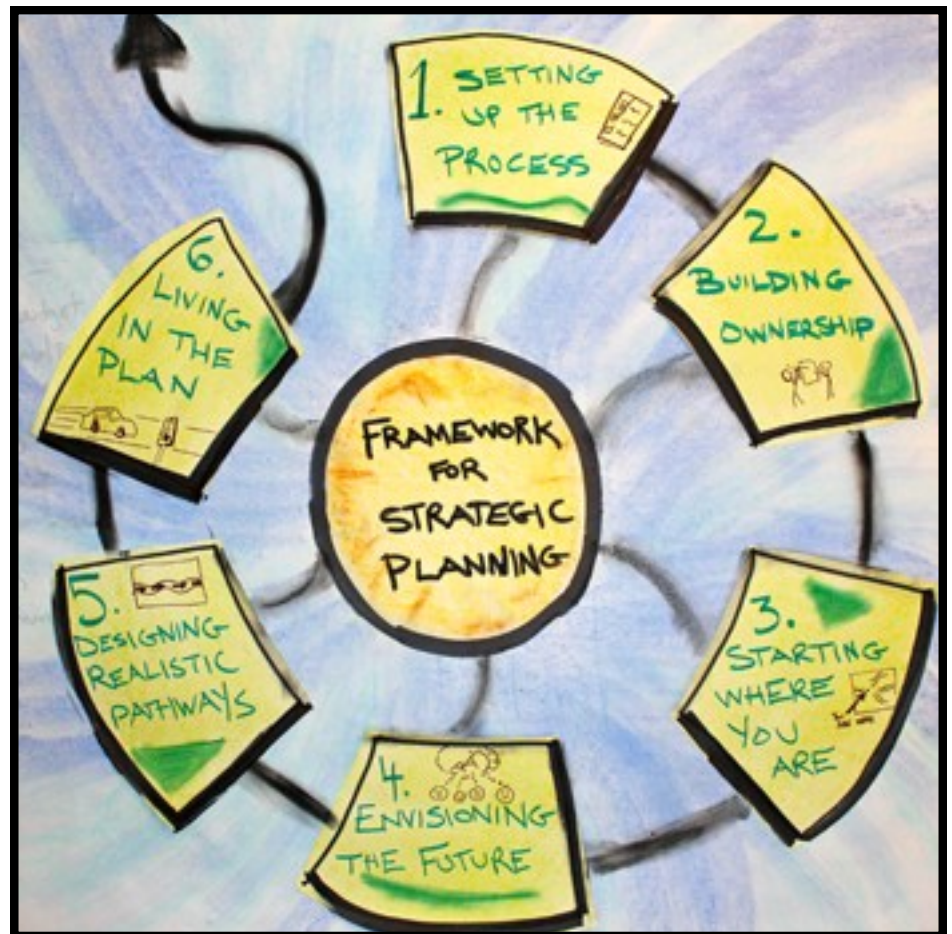 FRAMEWORK
FOR
STRATEGIC
PLANNING
1. SETTING
UP THE
PROCESS
2.
BUILDING
OWNERSHIP
3.
STARTING
WHERE
YOU
ARE
4.
ENVISIONING
THE FUTURE
5.
DESIGNING
REALISTIC
PATHWAYS
6.
LIVING
IN THE
PLAN